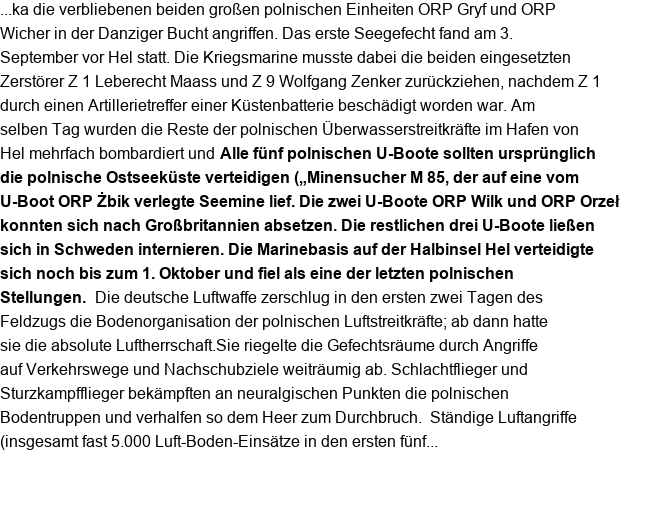 ...ka die verbliebenen beiden großen polnischen Einheiten ORP Gryf und ORP
Wicher in der Danziger Bucht angriffen. Das erste Seegefecht fand am 3.
September vor Hel statt. Die Kriegsmarine musste dabei die beiden eingesetzten
Zerstörer Z 1 Leberecht Maass und Z 9 Wolfgang Zenker zurückziehen, nachdem Z 1
durch einen Artillerietreffer einer Küstenbatterie beschädigt worden war. Am
selben Tag wurden die Reste der polnischen Überwasserstreitkräfte im Hafen von
Hel mehrfach bombardiert und Alle fünf polnischen U-Boote sollten ursprünglich
die polnische Ostseeküste verteidigen („Minensucher M 85, der auf eine vom
U-Boot ORP Żbik verlegte Seemine lief. Die zwei U-Boote ORP Wilk und ORP Orzeł
konnten sich nach Großbritannien absetzen. Die restlichen drei U-Boote ließen
sich in Schweden internieren. Die Marinebasis auf der Halbinsel Hel verteidigte
sich noch bis zum 1. Oktober und fiel als eine der letzten polnischen
Stellungen.  Die deutsche Luftwaffe zerschlug in den ersten zwei Tagen des
Feldzugs die Bodenorganisation der polnischen Luftstreitkräfte; ab dann hatte
sie die absolute Luftherrschaft.Sie riegelte die Gefechtsräume durch Angriffe
auf Verkehrswege und Nachschubziele weiträumig ab. Schlachtflieger und
Sturzkampfflieger bekämpften an neuralgischen Punkten die polnischen
Bodentruppen und verhalfen so dem Heer zum Durchbruch.  Ständige Luftangriffe
(insgesamt fast 5.000 Luft-Boden-Einsätze in den ersten fünf...